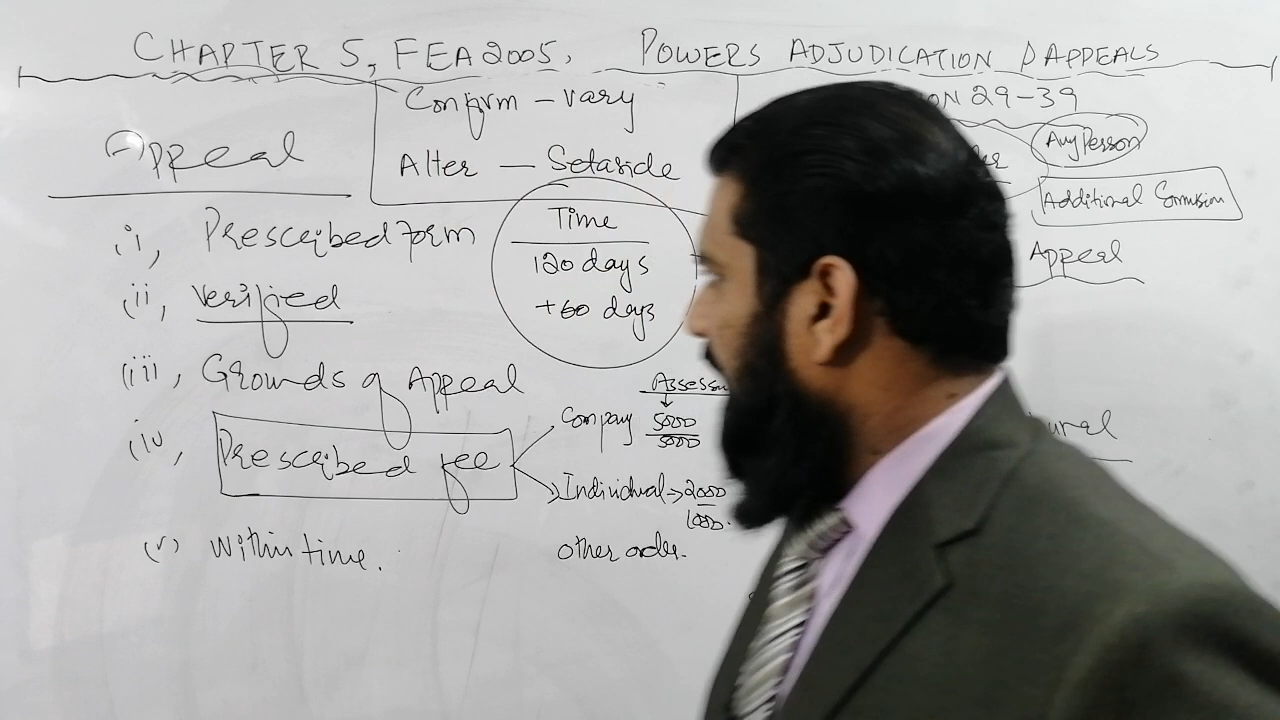 CHAPTER 5, FEA 2005. POWERS ADJUDICATION & APPEALS
Confirm - vary
Alter - Setaside
ON 29-39
Any Person
Additional Commission
Appeal
Appeal
(i), Prescribed form
(ii), Verified
(iii), Grounds of Appeal
(iv), Prescribed fee
(v) Within time.
Time
120 days
+60 days
Company 5000
5000
Individual → 2000
1000.
other order.